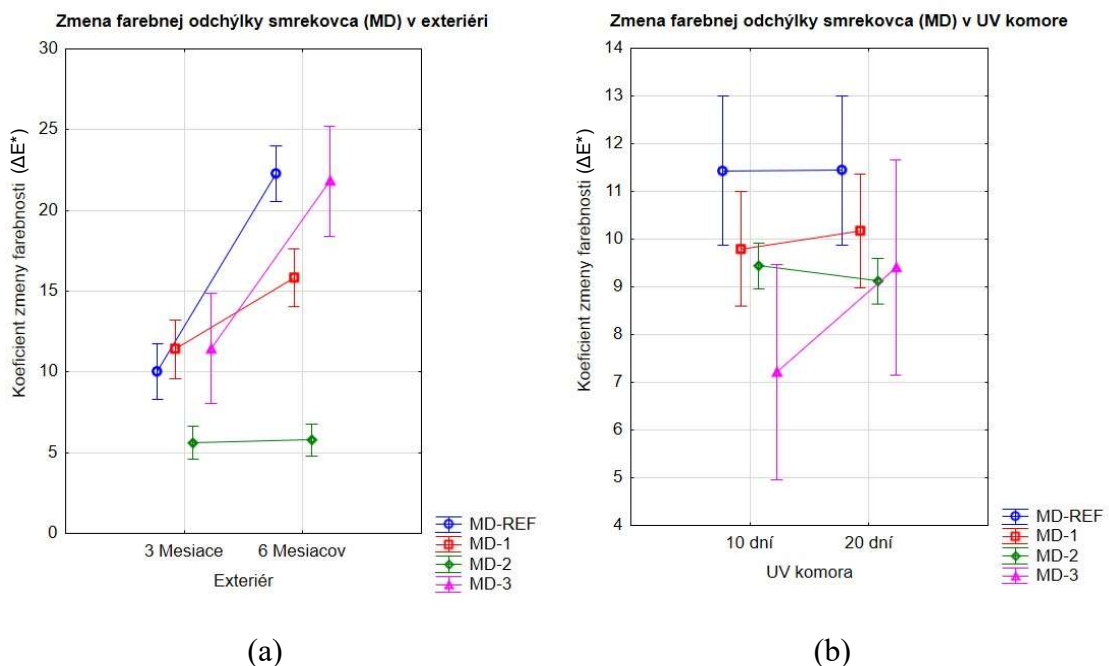 Zmena farebnej odchýlky smrekovca (MD) v exteriéri
30
25
20
15
10
5
0
Koeficient zmeny farebnosti (ΔE*)
3 Mesiace
6 Mesiacov
Exteriér
MD-REF
MD-1
MD-2
MD-3
(a)
Zmena farebnej odchýlky smrekovca (MD) v UV komore
14
13
12
11
10
9
8
7
6
5
4
Koeficient zmeny farebnosti (ΔE*)
10 dní
20 dní
UV komora
MD-REF
MD-1
MD-2
MD-3
(b)